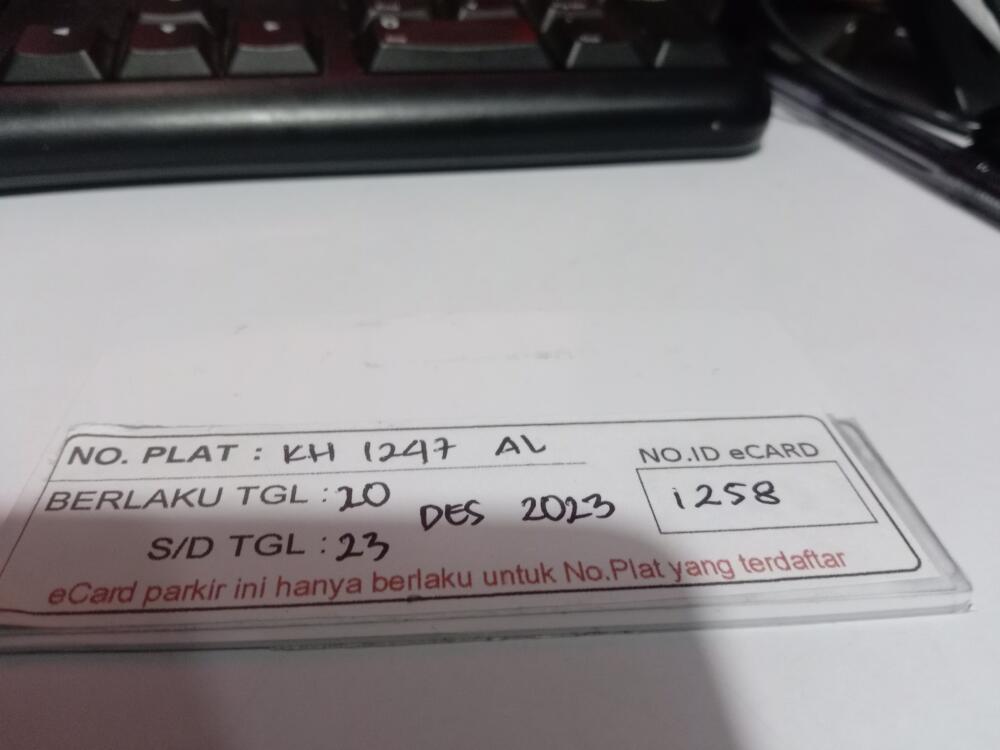 NO. PLAT : KH 1247 AL
NO.ID eCARD
BERLAKU TGL : 20
DES 2023
i258
S/D TGL : 23
eCard parkir ini hanya berlaku untuk No.Plat yang terdaftar